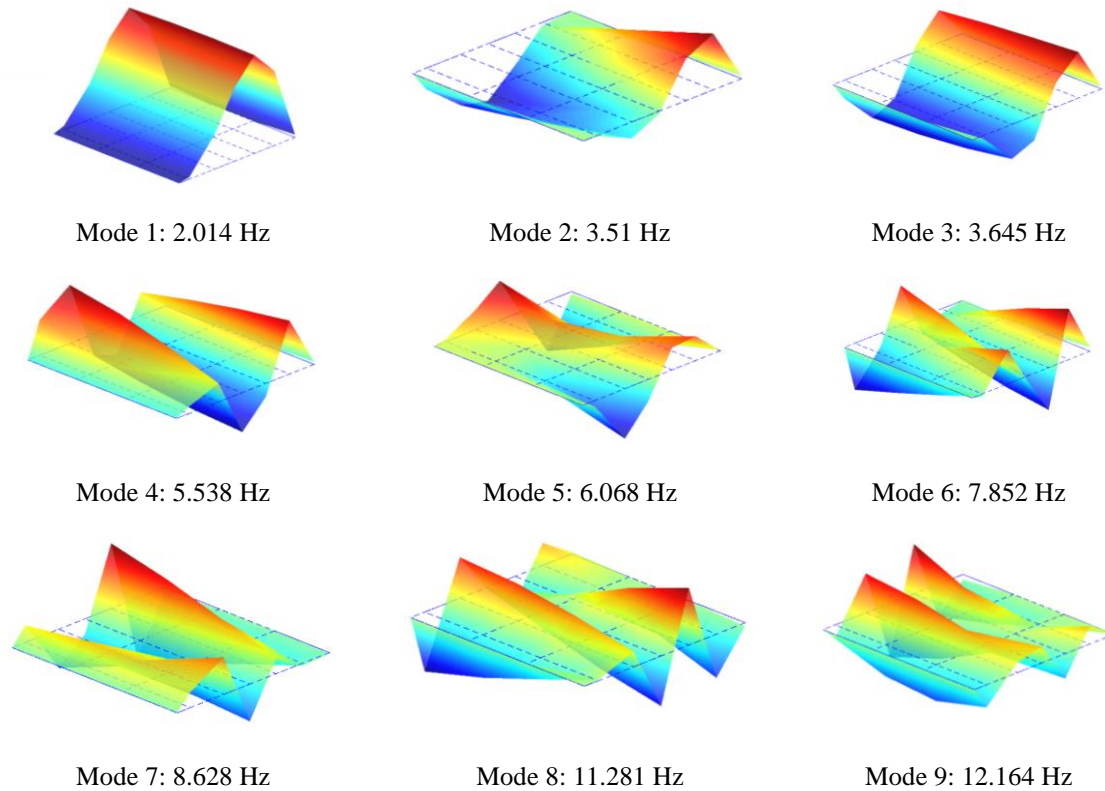 Mode 1: 2.014 Hz
Mode 2: 3.51 Hz
Mode 3: 3.645 Hz
Mode 4: 5.538 Hz
Mode 5: 6.068 Hz
Mode 6: 7.852 Hz
Mode 7: 8.628 Hz
Mode 8: 11.281 Hz
Mode 9: 12.164 Hz